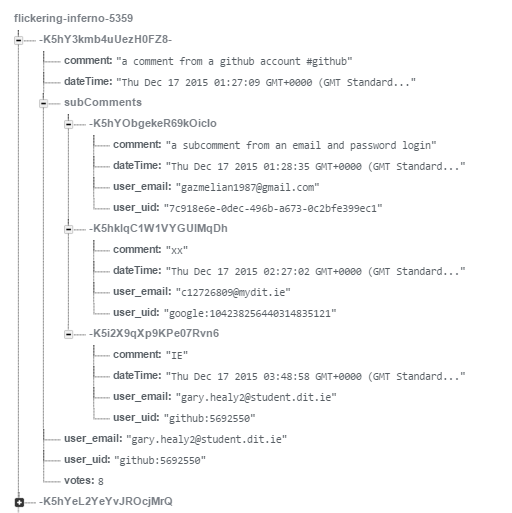 flickering-inferno-5359
-K5hY3kmb4uUezH0FZ8-
comment: "a comment from a github account #github"
dateTime: "Thu Dec 17 2015 01:27:09 GMT+0000 (GMT Standard..."
subComments
-K5hYObgekeR69kOicIo
comment: "a subcomment from an email and password login"
dateTime: "Thu Dec 17 2015 01:28:35 GMT+0000 (GMT Standard..."
user_email: "gazmelian1987@gmail.com"
user_uid: "7c918e6e-0dec-496b-a673-0c2bfe399ec1"
-K5hklqC1W1VYGUIMqDh
comment: "xx"
dateTime: "Thu Dec 17 2015 02:27:02 GMT+0000 (GMT Standard..."
user_email: "c12726809@mydit.ie"
user_uid: "google:104238256440314835121"
-K5i2X9qXp9KPe07Rvn6
comment: "IE"
dateTime: "Thu Dec 17 2015 03:48:58 GMT+0000 (GMT Standard..."
user_email: "gary.healy2@student.dit.ie"
user_uid: "github:5692550"
user_email: "gary.healy2@student.dit.ie"
user_uid: "github:5692550"
votes: 8
-K5hYeL2YeYvJROcjMrQ